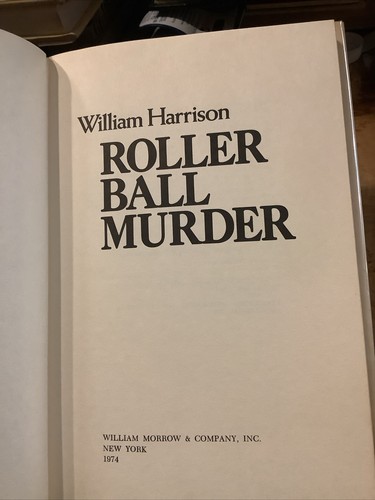 William Harrison
ROLLER
BALL
MURDER
WILLIAM MORROW & COMPANY, INC.
NEW YORK
1974